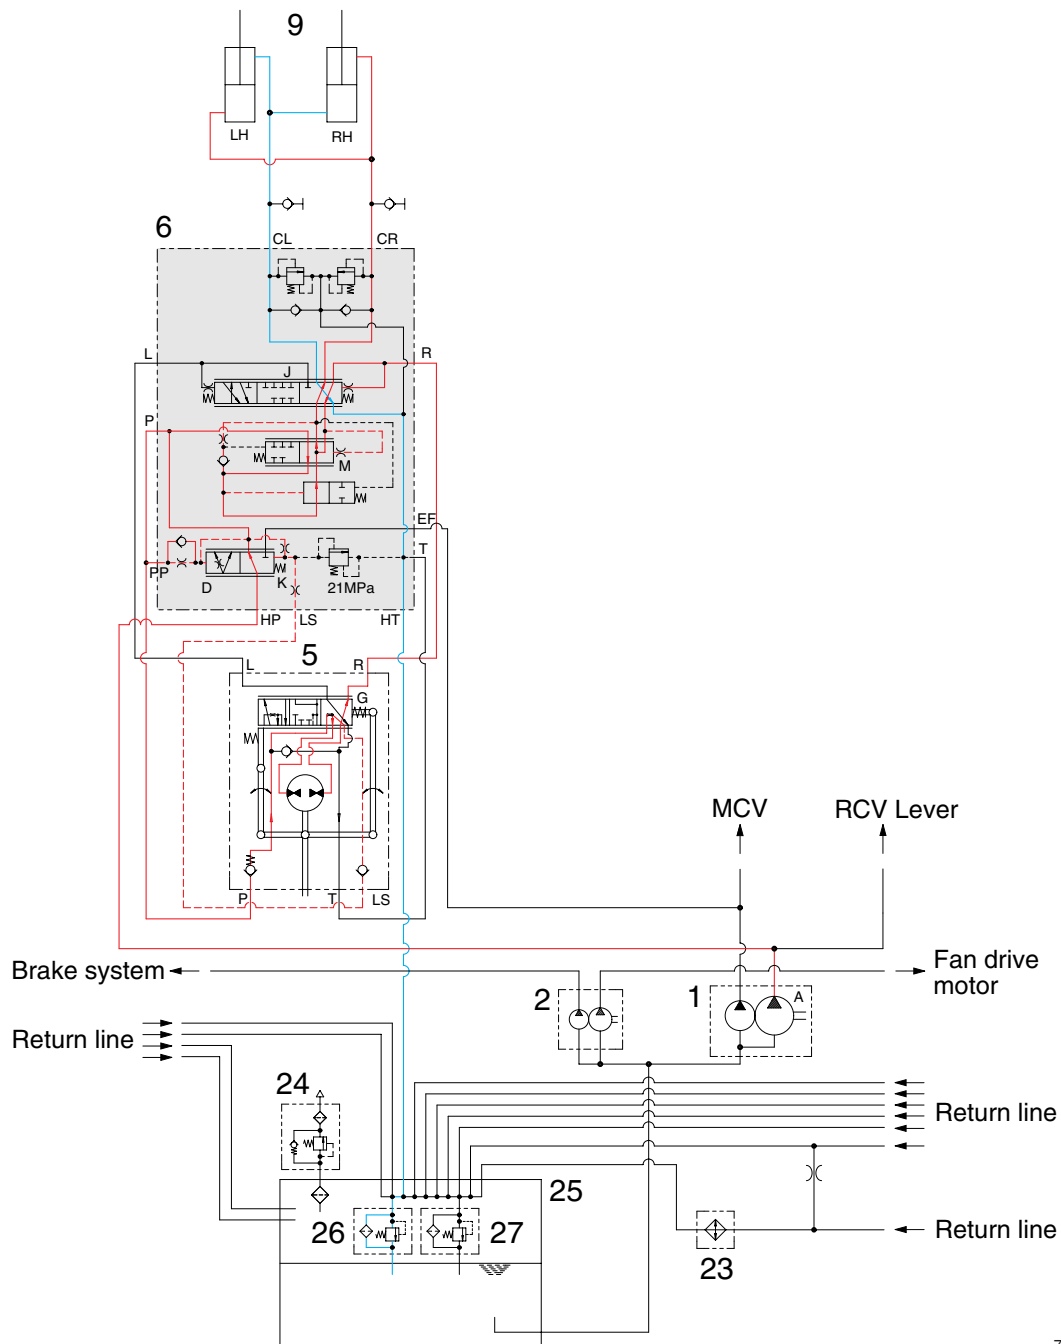 9
LH
RH
6
CL
CR
L
R
J
P
M
EF
T
PP
D
K
21MPa
HP
LS
HT
5
L
R
G
P
T
LS
MCV
RCV Lever
Brake system
Fan drive
motor
2
1
A
Return line
24
Return line
25
26
27
23
Return line